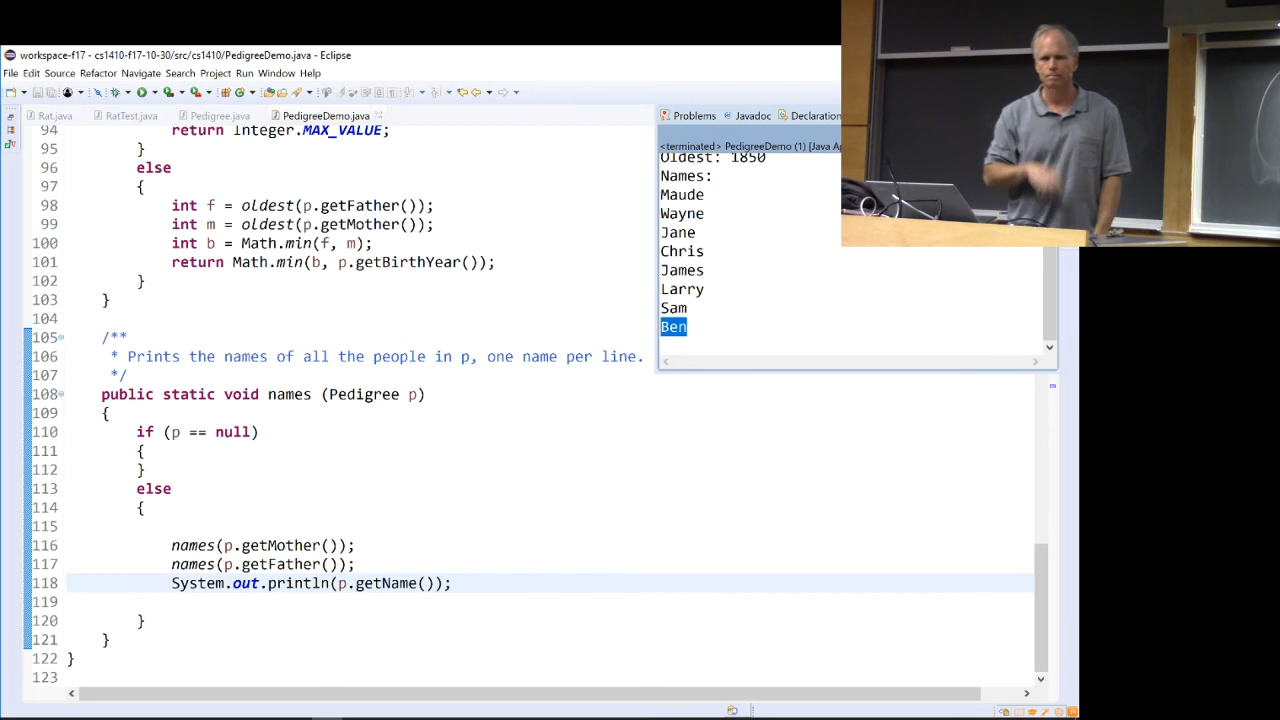 workspace-f17 - cs1410-f17-10-30/src/cs1410/PedigreeDemo.java - Eclipse
File Edit Source Refactor Navigate Search Project Run Window Help
Rat.java RatTest.java Pedigree.java PedigreeDemo.java
94 return Integer.MAX_VALUE;
95 }
96 else
97 {
98 int f = oldest(p.getFather());
99 int m = oldest(p.getMother());
100 int b = Math.min(f, m);
101 return Math.min(b, p.getBirthYear());
102 }
103 }
104
105 /**
106 * Prints the names of all the people in p, one name per line.
107 */
108 public static void names (Pedigree p)
109 {
110 if (p == null)
111 {
112 }
113 else
114 {
115
116 names(p.getMother());
117 names(p.getFather());
118 System.out.println(p.getName());
119
120 }
121 }
122 }
123
Problems Javadoc Declaration
<terminated> PedigreeDemo (1) [Java A
Oldest: 1850
Names:
Maude
Wayne
Jane
Chris
James
Larry
Sam
Ben